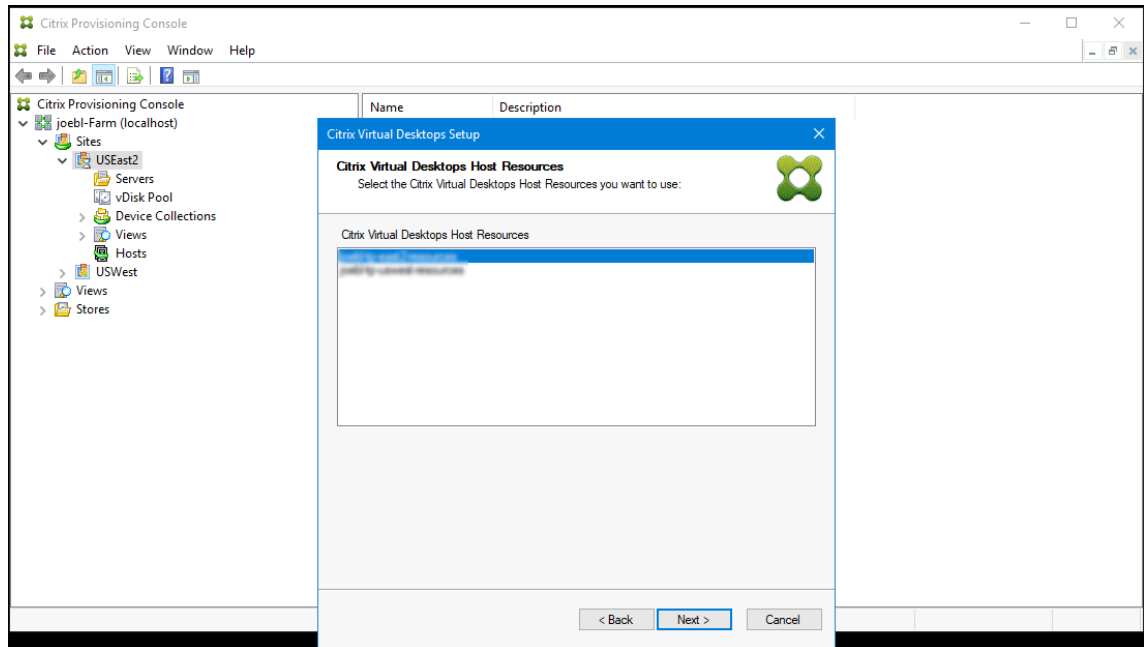 Citrix Provisioning Console
File Action View Window Help
Citrix Provisioning Console
joebl-Farm (localhost)
Sites
USEast2
Servers
vDisk Pool
Device Collections
Views
Hosts
USWest
Views
Stores
Name Description
Citrix Virtual Desktops Setup
Citrix Virtual Desktops Host Resources
Select the Citrix Virtual Desktops Host Resources you want to use:
Citrix Virtual Desktops Host Resources
< Back Next > Cancel